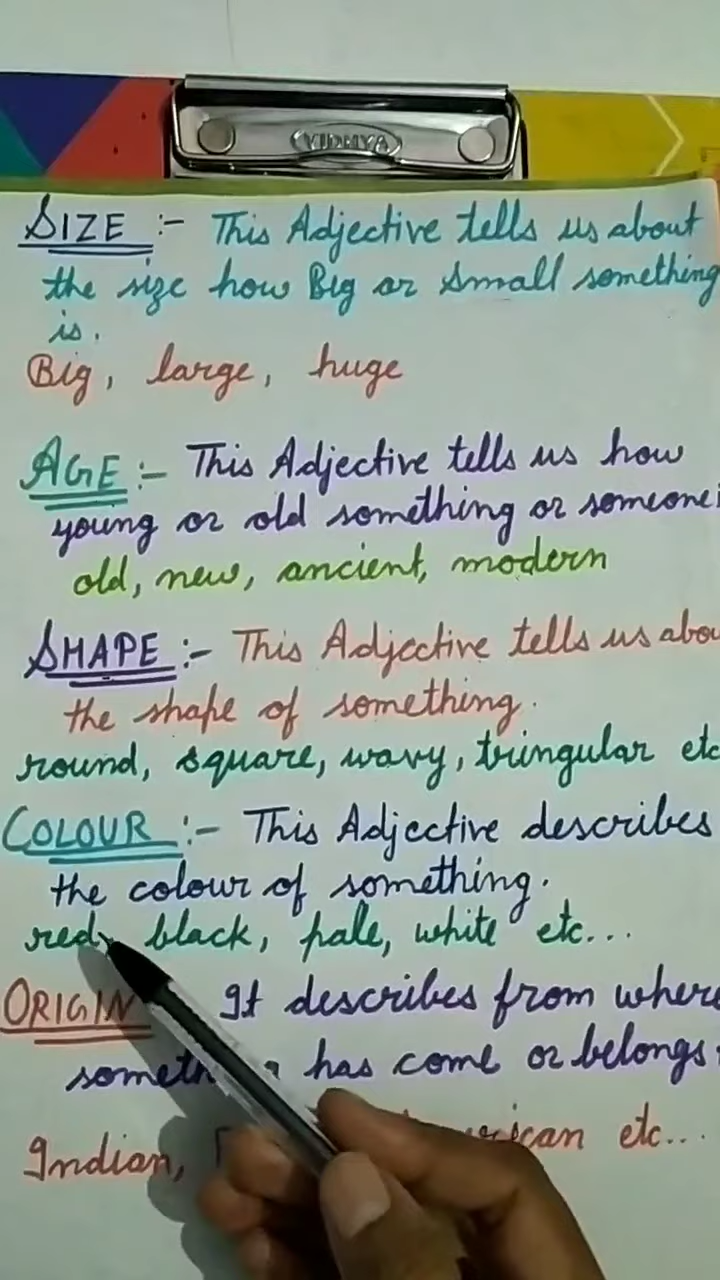 VIDHYA
SIZE :- This Adjective tells us about
the size how Big or Small something
is.
Big, large, huge
AGE :- This Adjective tells us how
young or old something or someone
old, new, ancient, modern
SHAPE :- This Adjective tells us
the shape of something.
round, square, wavy, tringular etc
COLOUR :- This Adjective describes
the colour of something.
red, black, pale, white etc...
ORIGIN It describes from where
has come or belongs
Indian, etc...